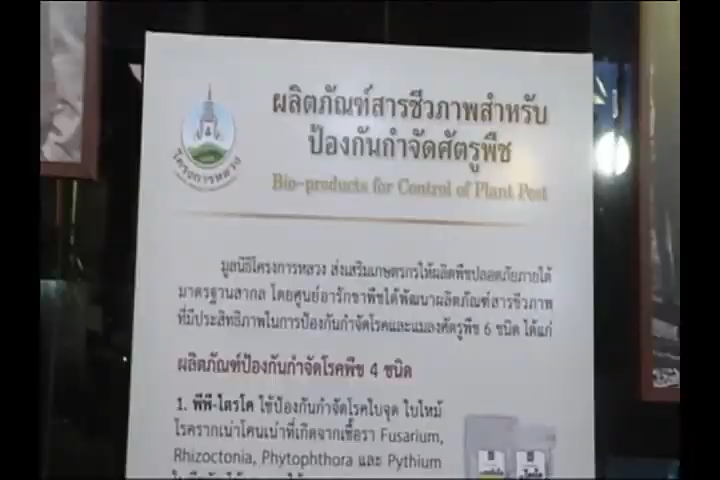 ผลิตภัณฑ์สารชีวภาพสำหรับ
ป้องกันกำจัดศัตรูพืช
Bio-products for Control of Plant Pest
โครงการหลวง
มูลนิธิโครงการหลวง ส่งเสริมเกษตรกรให้ผลิตพืชปลอดภัยภายใต้
มาตรฐานสากล โดยศูนย์อารักขาพืชได้พัฒนาผลิตภัณฑ์สารชีวภาพ
ที่มีประสิทธิภาพในการป้องกันกำจัดโรคและแมลงศัตรูพืช 6 ชนิด ได้แก่
ผลิตภัณฑ์ป้องกันกำจัดโรคพืช 4 ชนิด
1. พีพี-ไตรโค ใช้ป้องกันกำจัดโรคใบจุด ใบไหม้
โรครากเน่าโคนเน่าที่เกิดจากเชื้อรา Fusarium,
Rhizoctonia, Phytophthora และ Pythium